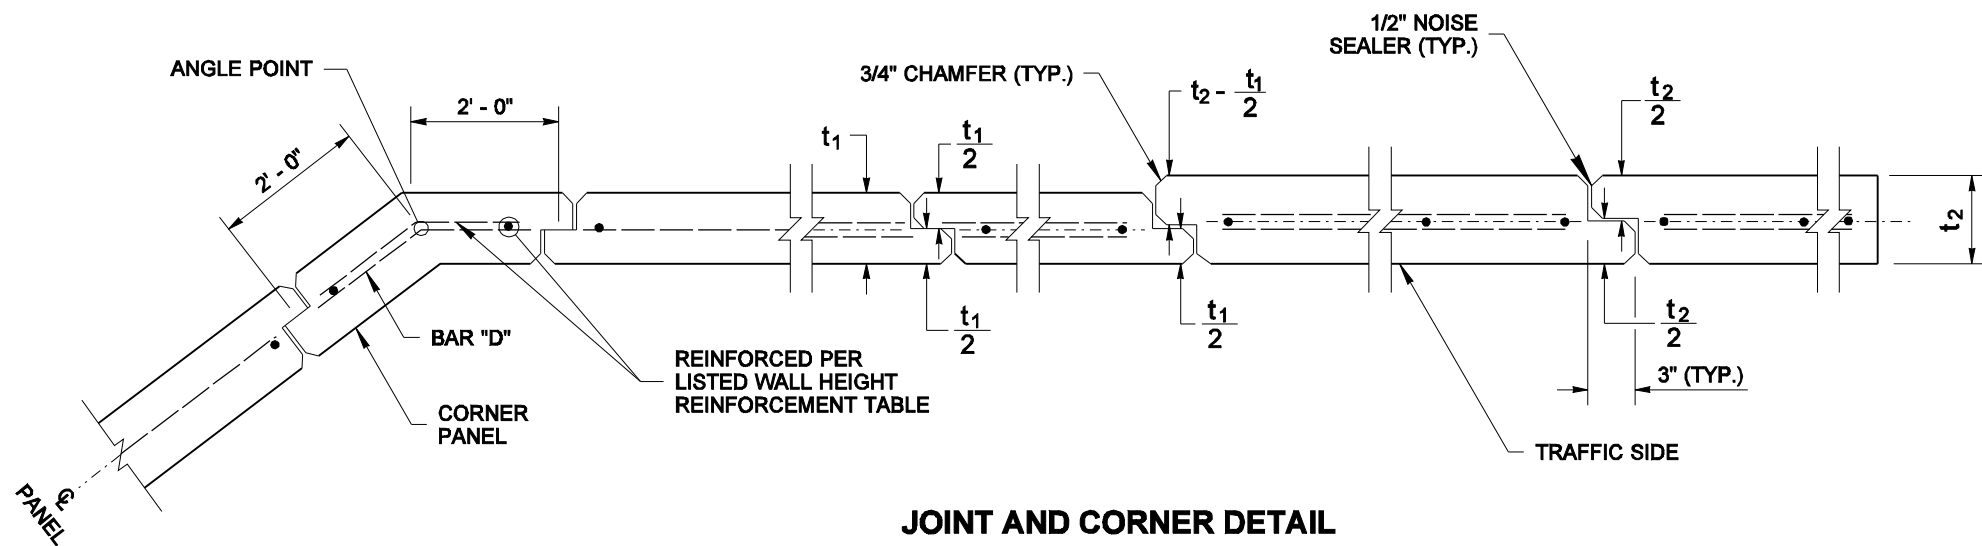 1/2" NOISE
SEALER (TYP.)
ANGLE POINT
3/4" CHAMFER (TYP.)
t2 - t1/2
t2/2
2' - 0"
t1
t1/2
2' - 0"
t2
BAR "D"
t1/2
t1/2
t2/2
REINFORCED PER
LISTED WALL HEIGHT
REINFORCEMENT TABLE
3" (TYP.)
CORNER
PANEL
TRAFFIC SIDE
℄
PANEL
JOINT AND CORNER DETAIL